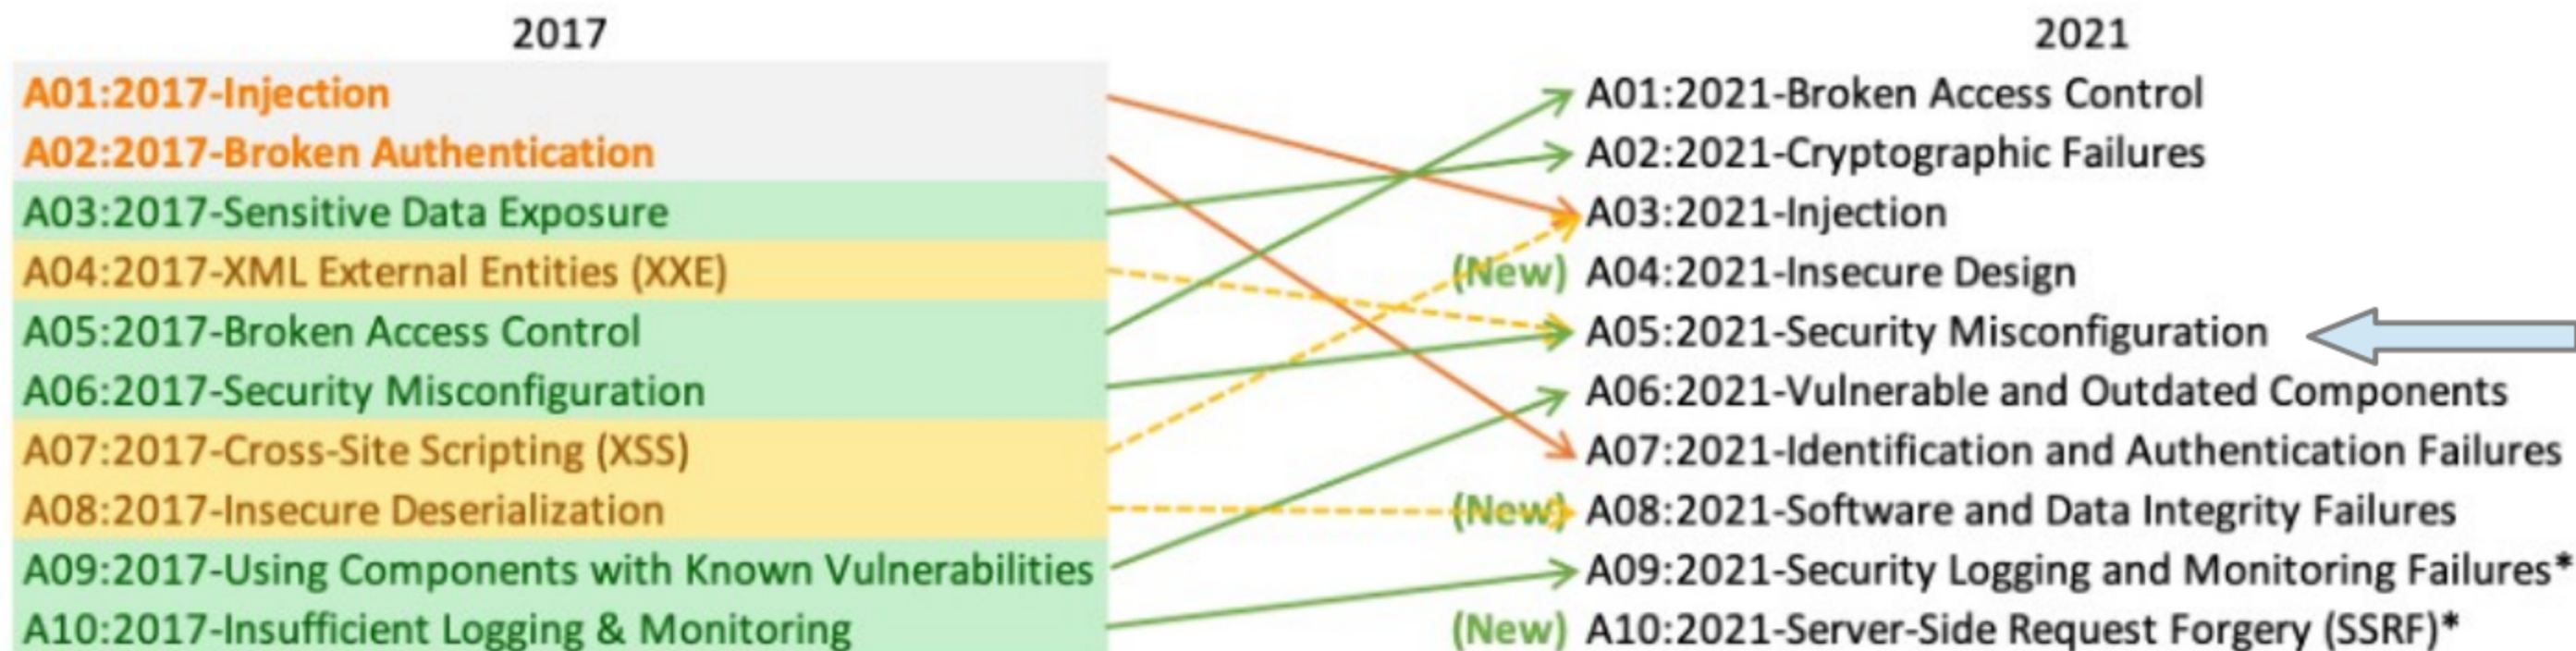 2017
A01:2017-Injection
A02:2017-Broken Authentication
A03:2017-Sensitive Data Exposure
A04:2017-XML External Entities (XXE)
A05:2017-Broken Access Control
A06:2017-Security Misconfiguration
A07:2017-Cross-Site Scripting (XSS)
A08:2017-Insecure Deserialization
A09:2017-Using Components with Known Vulnerabilities
A10:2017-Insufficient Logging & Monitoring
2021
A01:2021-Broken Access Control
A02:2021-Cryptographic Failures
A03:2021-Injection
(New) A04:2021-Insecure Design
A05:2021-Security Misconfiguration
A06:2021-Vulnerable and Outdated Components
A07:2021-Identification and Authentication Failures
(New) A08:2021-Software and Data Integrity Failures
A09:2021-Security Logging and Monitoring Failures*
(New) A10:2021-Server-Side Request Forgery (SSRF)*